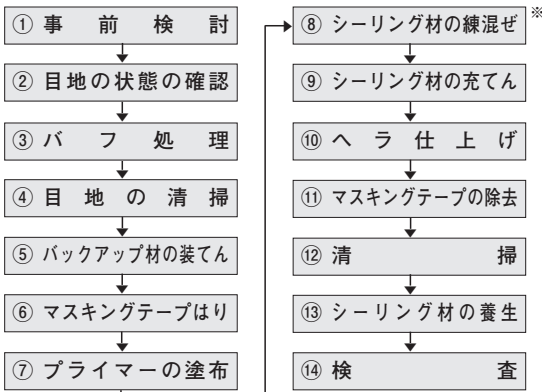 ① 事前検討
② 目地の状態の確認
③ バフ処理
④ 目地の清掃
⑤ バックアップ材の装てん
⑥ マスキングテープはり
⑦ プライマーの塗布
⑧ シーリング材の練混ぜ ※
⑨ シーリング材の充てん
⑩ ヘラ仕上げ
⑪ マスキングテープの除去
⑫ 清掃
⑬ シーリング材の養生
⑭ 検査